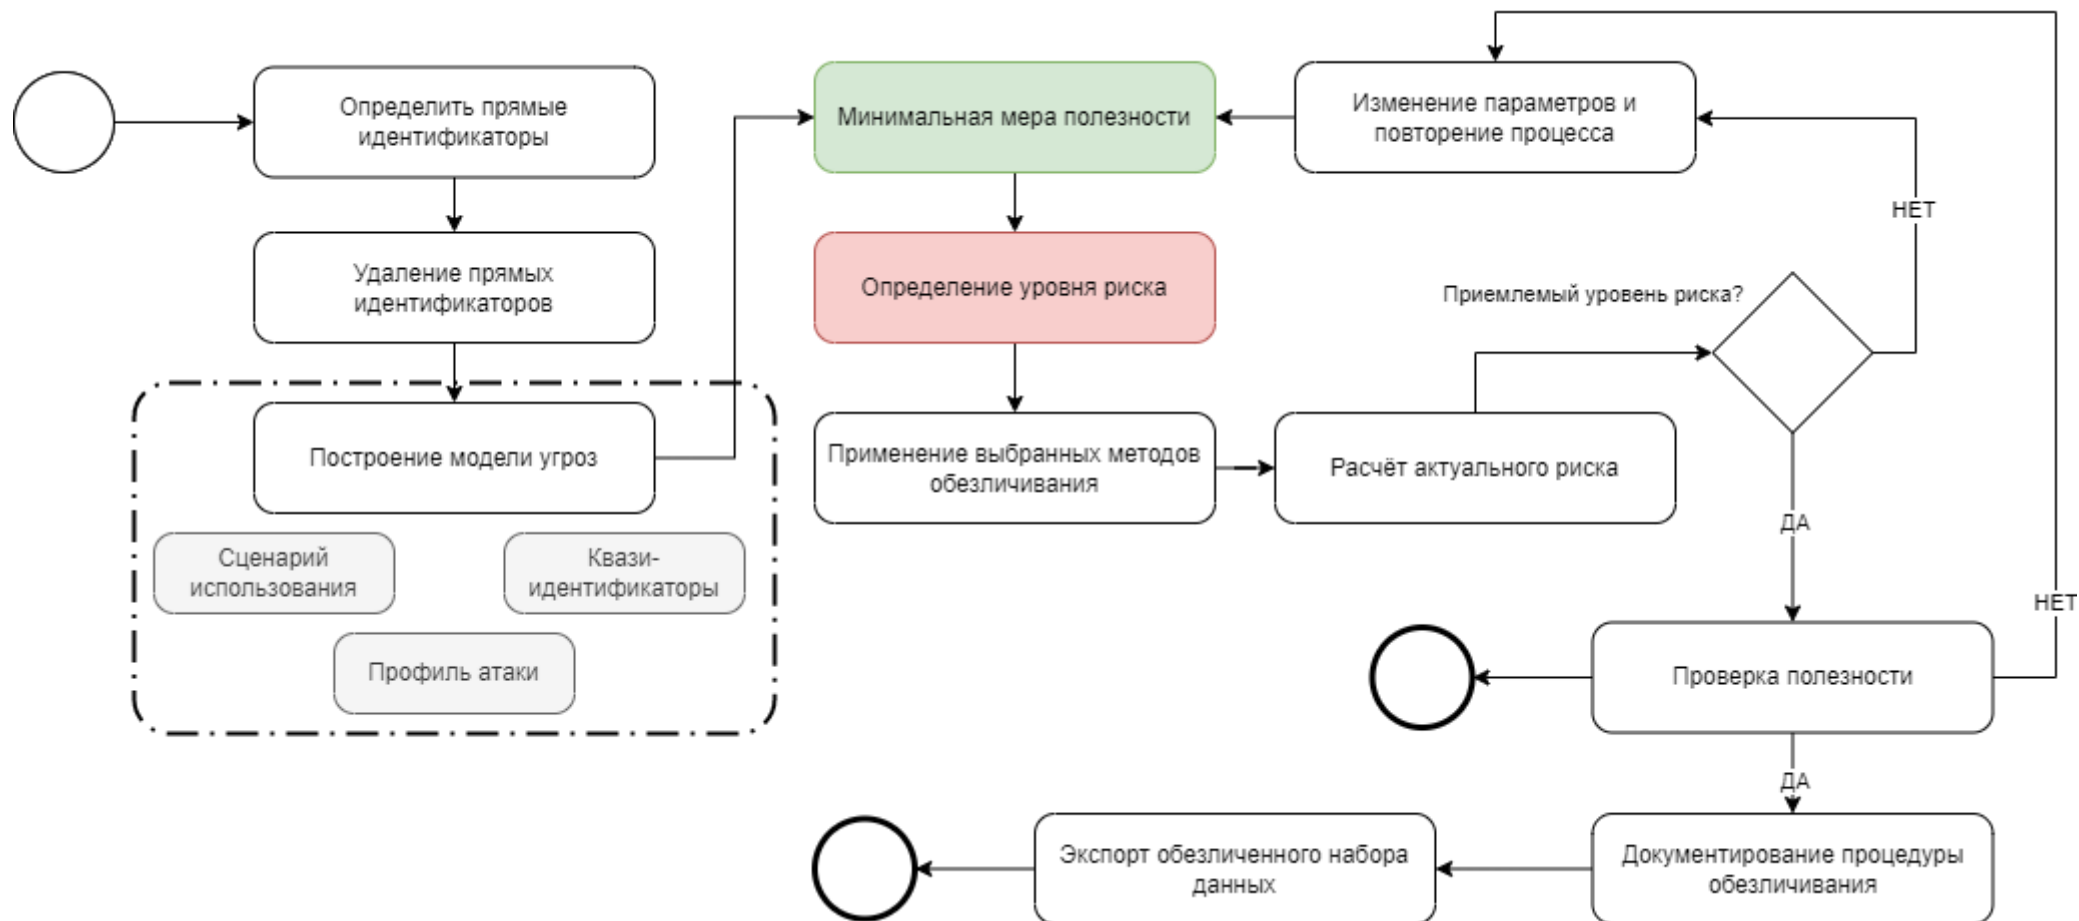 Определить прямые
идентификаторы
Удаление прямых
идентификаторов
Построение модели угроз
Сценарий
использования
Квази-
идентификаторы
Профиль атаки
Минимальная мера полезности
Определение уровня риска
Применение выбранных методов
обезличивания
Расчёт актуального риска
Изменение параметров и
повторение процесса
НЕТ
Приемлемый уровень риска?
ДА
НЕТ
Проверка полезности
ДА
Документирование процедуры
обезличивания
Экспорт обезличенного набора
данных